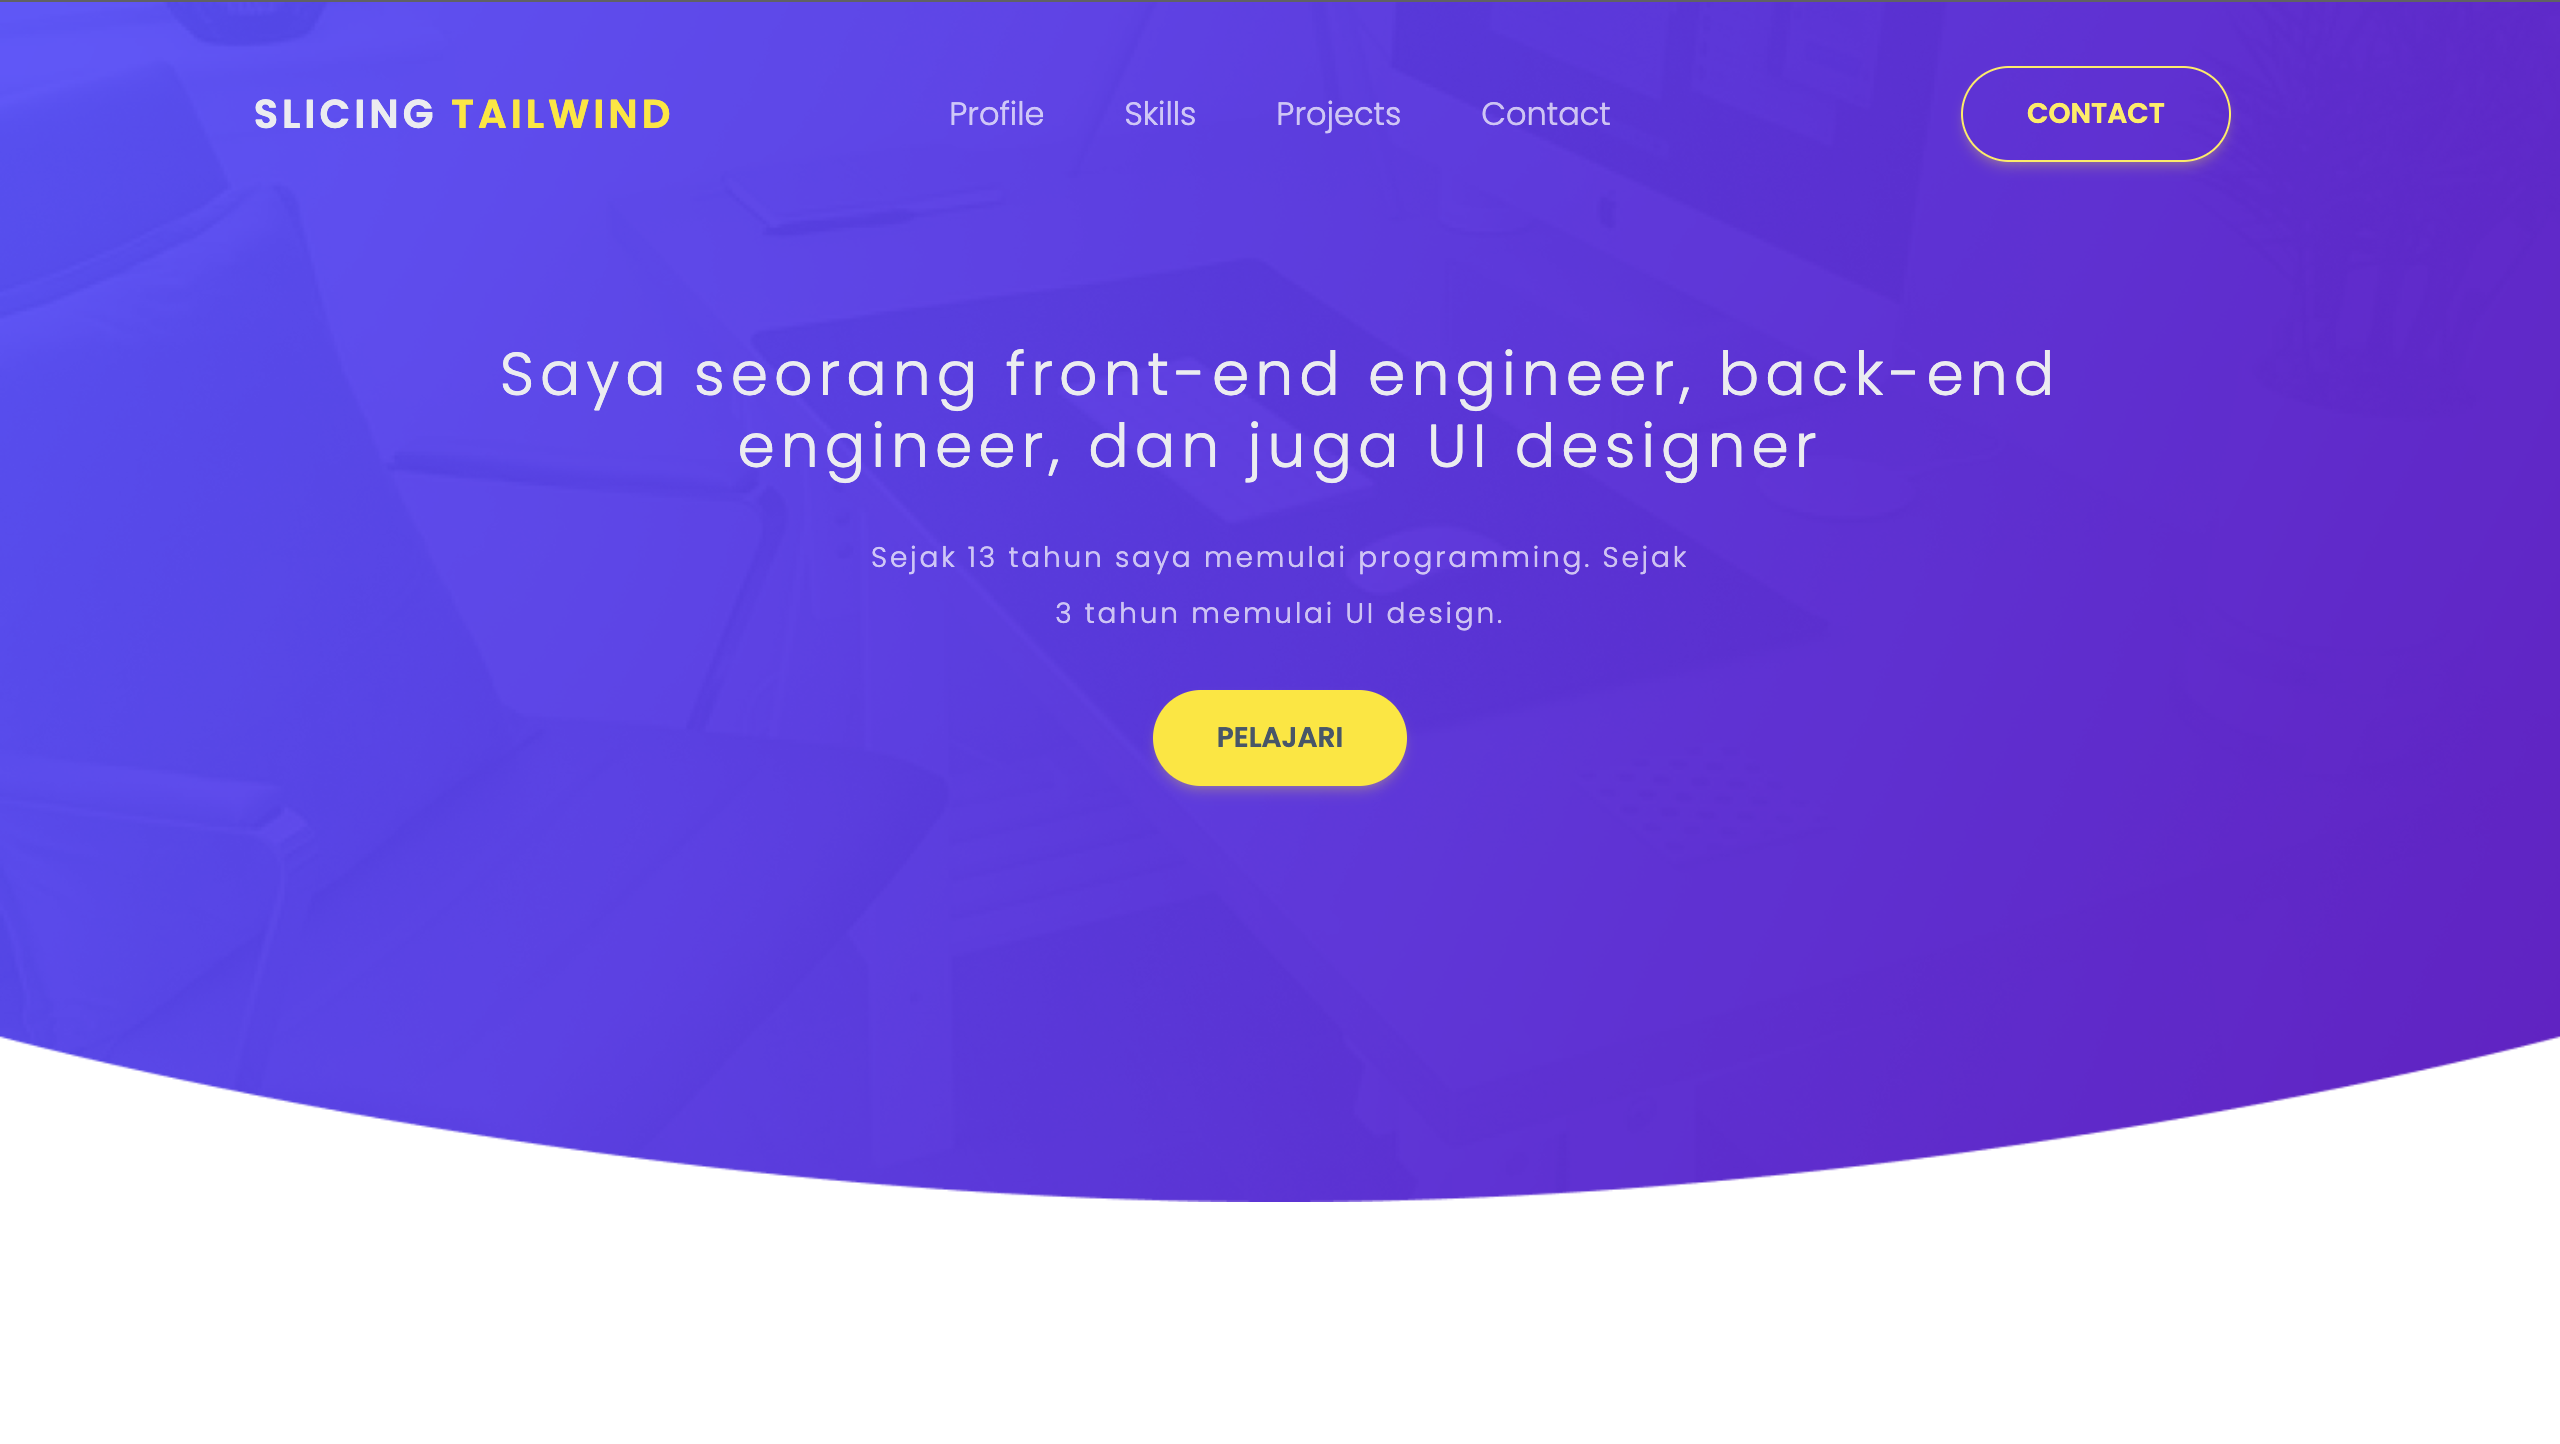 SLICING TAILWIND
Profile
Skills
Projects
Contact
CONTACT
Saya seorang front-end engineer, back-end
engineer, dan juga UI designer
Sejak 13 tahun saya memulai programming. Sejak
3 tahun memulai UI design.
PELAJARI